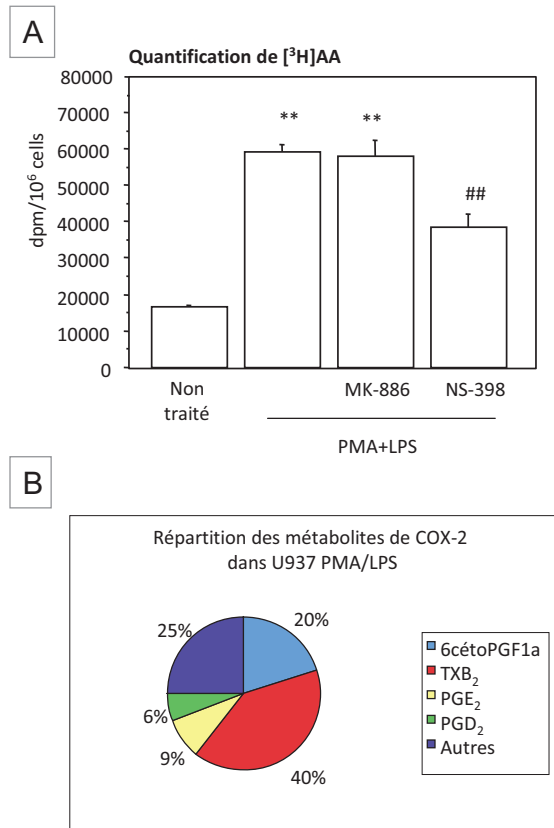 A
Quantification de [³H]AA
dpm/10⁶ cells
80000
70000
60000
50000
40000
30000
20000
10000
0
**
**
##
Non
traité
MK-886
NS-398
PMA+LPS
B
Répartition des métabolites de COX-2
dans U937 PMA/LPS
25%
20%
6%
9%
40%
6cétoPGF1a
TXB₂
PGE₂
PGD₂
Autres